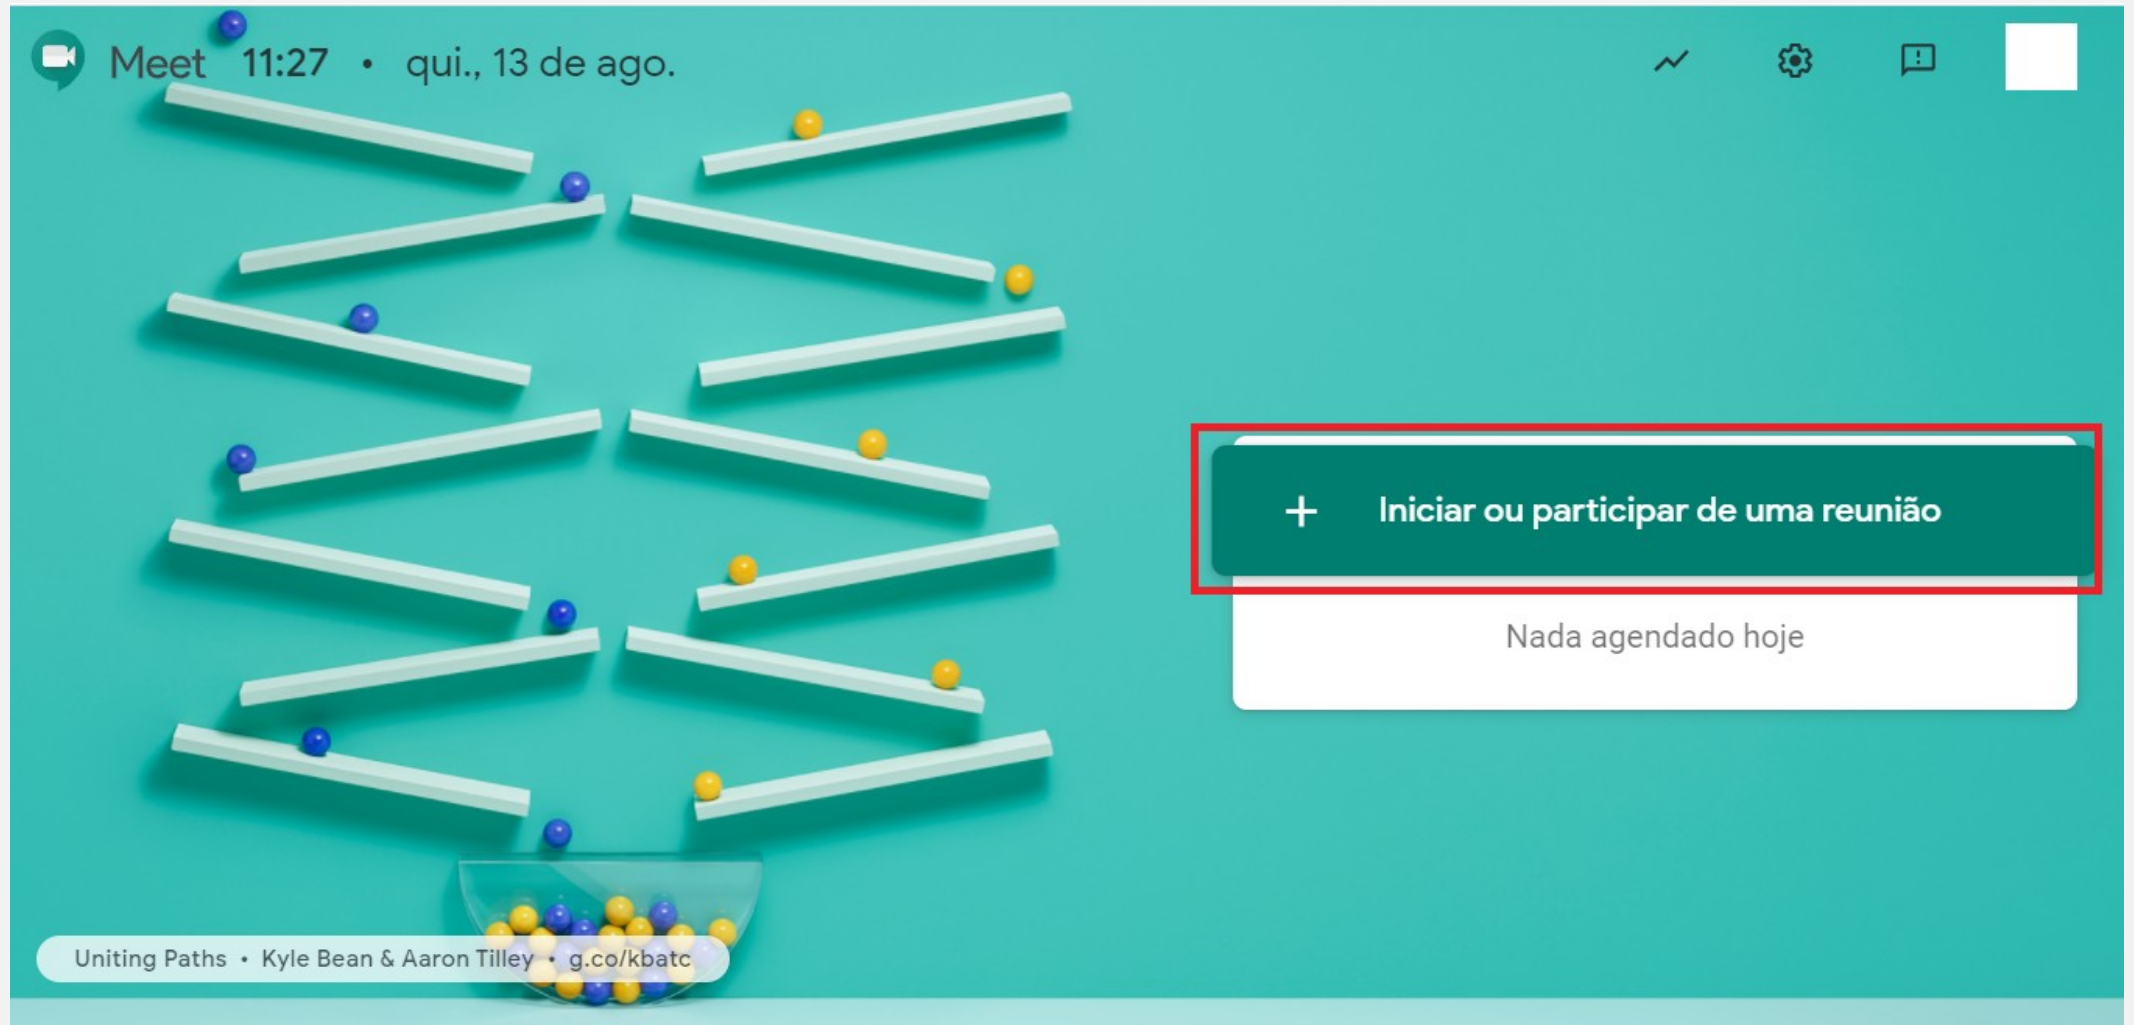 Meet 11:27 • qui., 13 de ago.
Iniciar ou participar de uma reunião
Nada agendado hoje
Uniting Paths • Kyle Bean & Aaron Tilley • g.co/kbatc